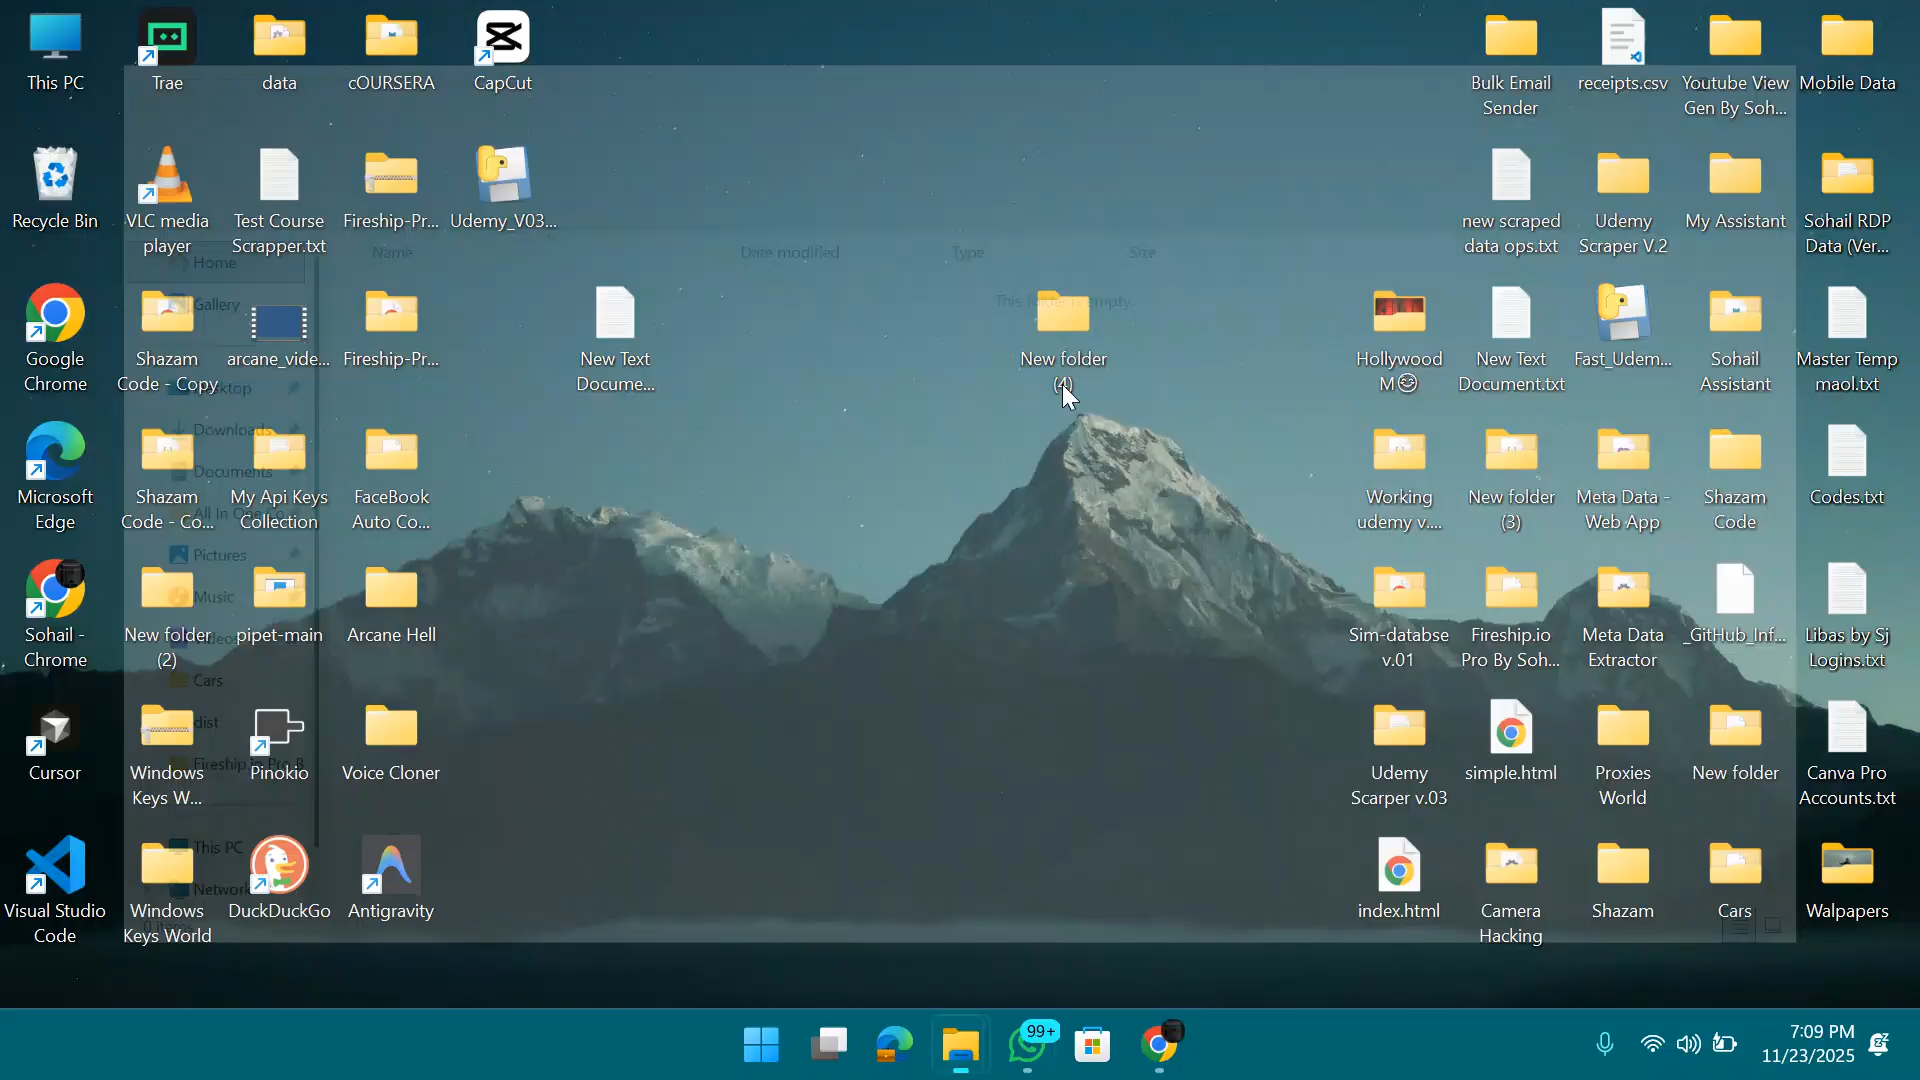 This PC
Trae
data
cOURSERA
CapCut
Bulk Email
Sender
receipts.csv
Youtube View
Gen By Soh...
Mobile Data
Recycle Bin
VLC media
player
Test Course
Scrapper.txt
Fireship-Pr...
Udemy_V03...
new scraped
data ops.txt
Udemy
Scraper V.2
My Assistant
Sohail RDP
Data (Ver...
Name
Date modified
Type
Size
Home
Gallery
This folder is empty.
Google
Chrome
Shazam
Code - Copy
arcane_vide...
Fireship-Pr...
New Text
Docume...
New folder
(4)
Hollywood
M😊
New Text
Document.txt
Fast_Udem...
Sohail
Assistant
Master Temp
maol.txt
Desktop
Downloads
Documents
Microsoft
Edge
Shazam
Code - Co...
My Api Keys
Collection
FaceBook
Auto Co...
Working
udemy v....
New folder
(3)
Meta Data -
Web App
Shazam
Code
Codes.txt
All In One Co
Pictures
Music
Videos
Sohail -
Chrome
New folder
(2)
pipet-main
Arcane Hell
Sim-databse
v.01
Fireship.io
Pro By Soh...
Meta Data
Extractor
_GitHub_Inf...
Libas by Sj
Logins.txt
Cars
dist
Fireship.io Pro B
Cursor
Windows
Keys W...
Pinokio
Voice Cloner
Udemy
Scarper v.03
simple.html
Proxies
World
New folder
Canva Pro
Accounts.txt
This PC
Network
Visual Studio
Code
Windows
Keys World
DuckDuckGo
Antigravity
index.html
Camera
Hacking
Shazam
Cars
Walpapers
99+
7:09 PM
11/23/2025